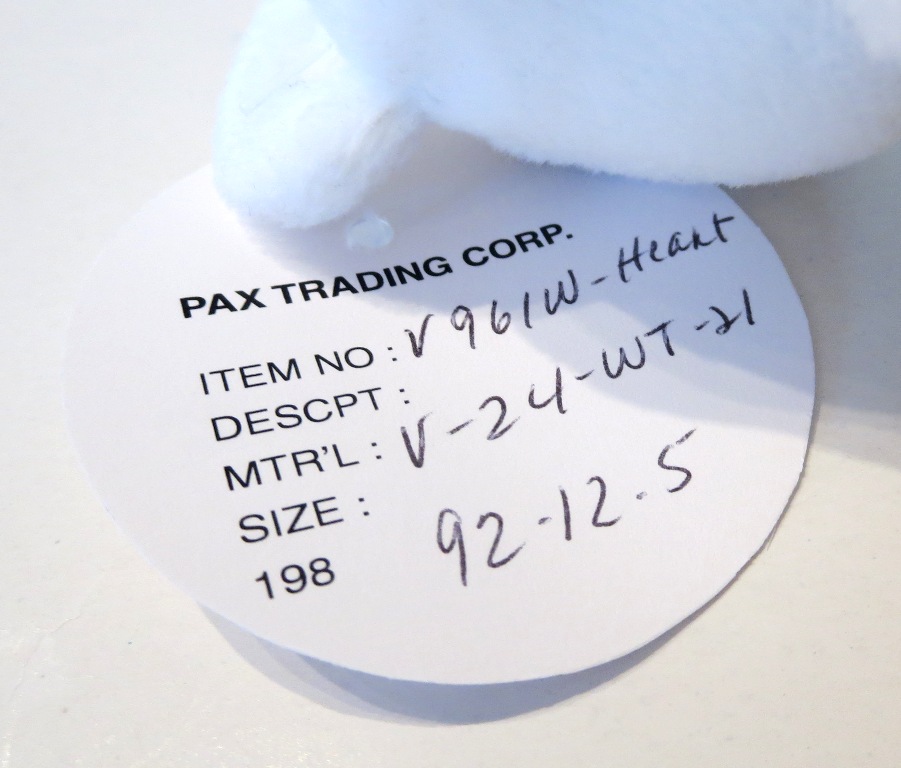 PAX TRADING CORP.
ITEM NO : V961W-Heart
DESCPT :
MTR'L : V-24-WT-21
SIZE :
198 92-12.5